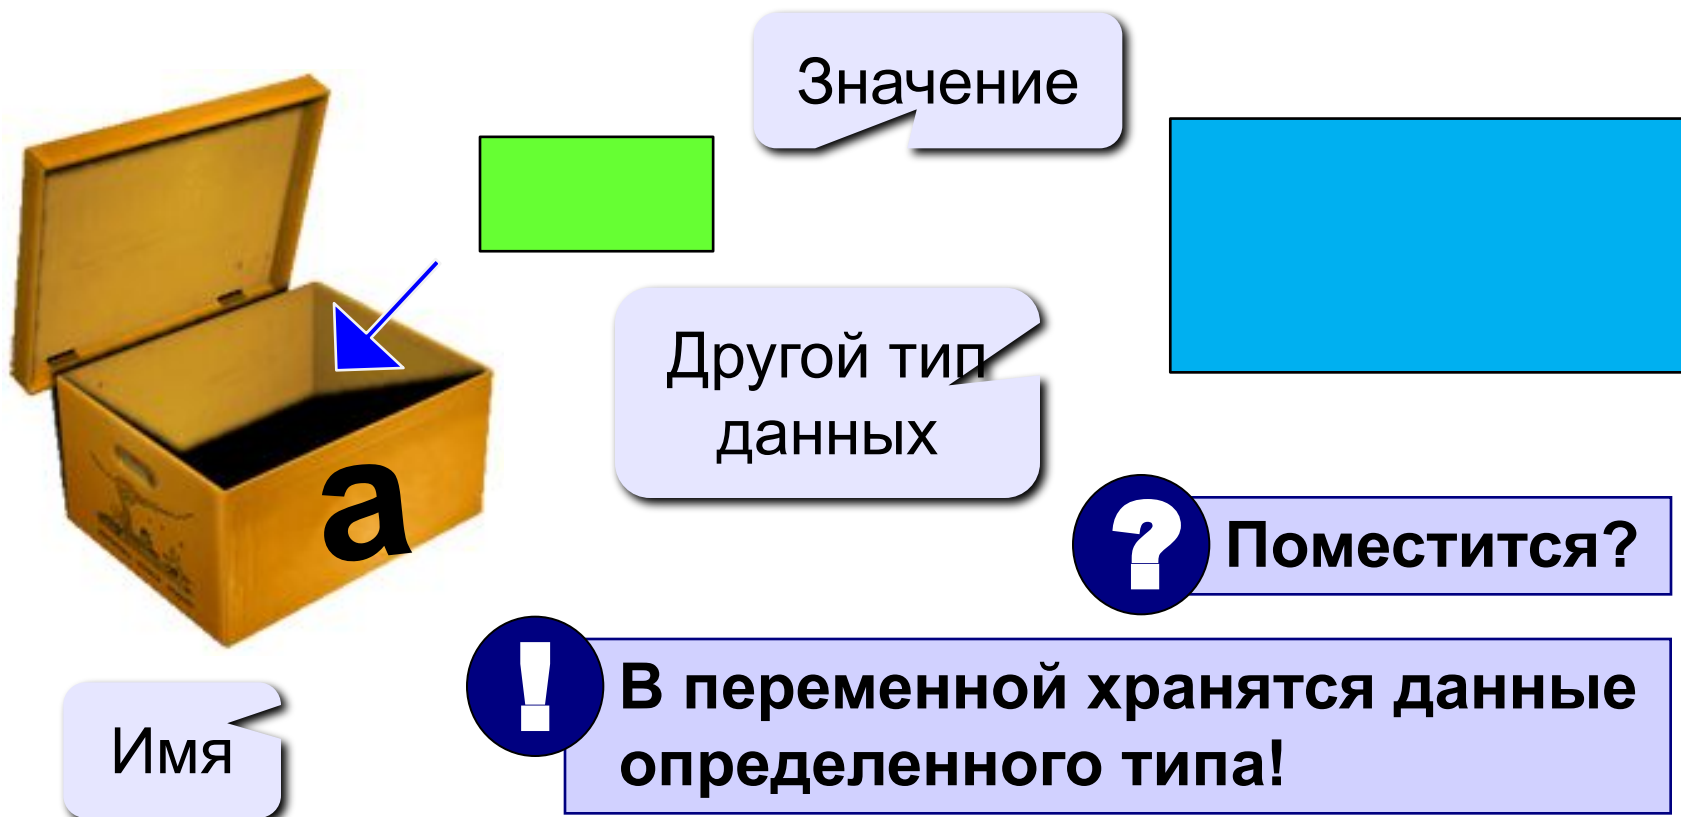 Значение
Другой тип
данных
a
?
Поместится?
!
В переменной хранятся данные
определенного типа!
Имя